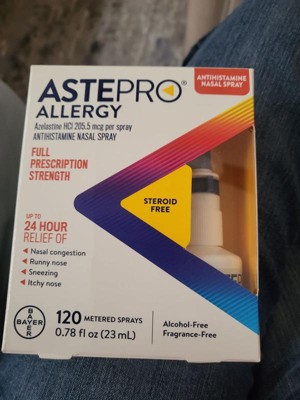 ANTIHISTAMINE
NASAL SPRAY
ASTEPRO®
ALLERGY
Azelastine HCl 205.5 mcg per spray
ANTIHISTAMINE NASAL SPRAY
FULL
PRESCRIPTION
STRENGTH
STEROID
FREE
UP TO
24 HOUR
RELIEF OF
Nasal congestion
Runny nose
Sneezing
Itchy nose
BAYER
BAYER
120 METERED SPRAYS
0.78 fl oz (23 mL)
Alcohol-Free
Fragrance-Free